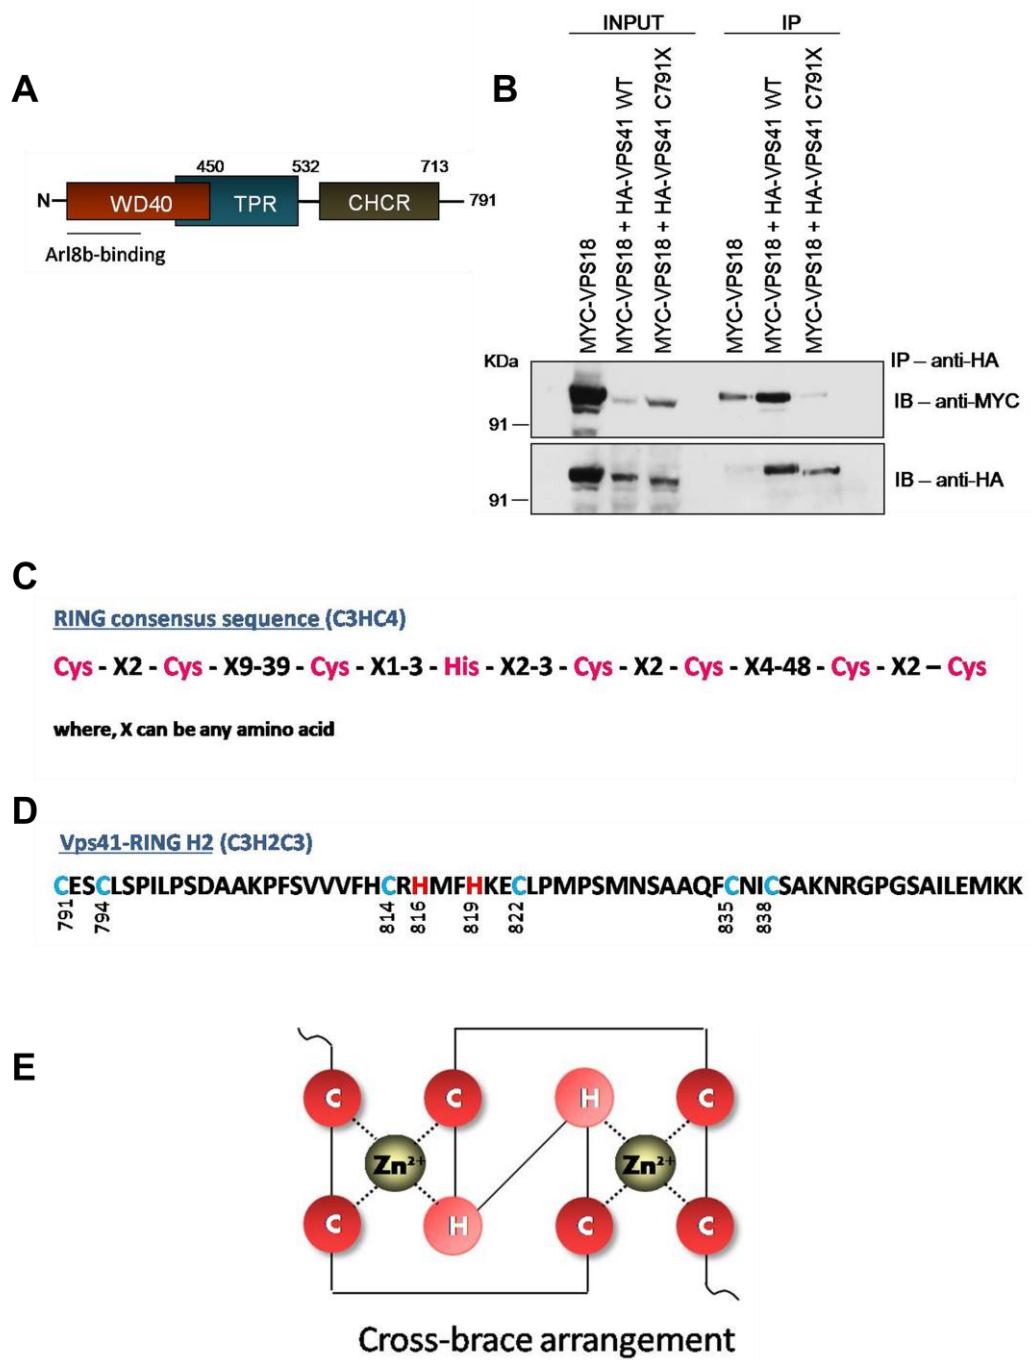 A
450 532 713
N WD40 TPR CHCR 791
Arl8b-binding
B
INPUT IP
MYC-VPS18
MYC-VPS18 + HA-VPS41 WT
MYC-VPS18 + HA-VPS41 C791X
MYC-VPS18
MYC-VPS18 + HA-VPS41 WT
MYC-VPS18 + HA-VPS41 C791X
KDa
IP – anti-HA
IB – anti-MYC
91
IB – anti-HA
91
C
RING consensus sequence (C3HC4)
Cys - X2 - Cys - X9-39 - Cys - X1-3 - His - X2-3 - Cys - X2 - Cys - X4-48 - Cys - X2 – Cys
where, X can be any amino acid
D
Vps41-RING H2 (C3H2C3)
CESCLSPILPSDAAKPFSVVVFHCRHMFHKECLPMPSMNSAAQFCNICSAKNRGPGSAILEMKK
791 794 814 816 819 822 835 838
E
C C H C
Zn²⁺ Zn²⁺
C H C C
Cross-brace arrangement